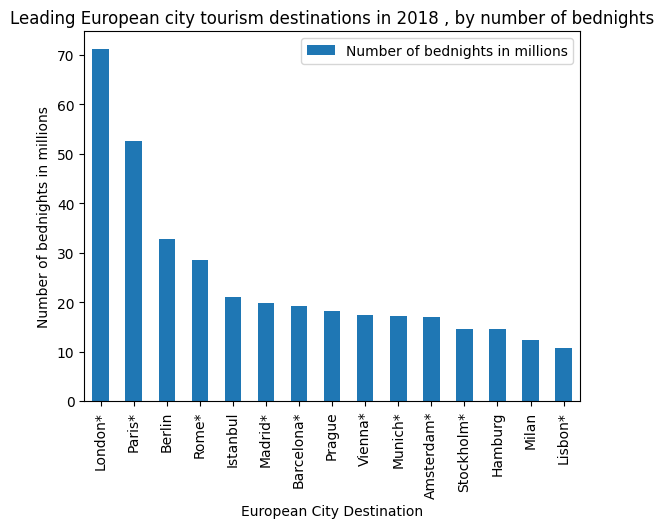 Leading European city tourism destinations in 2018 , by number of bednights
Number of bednights in millions
Number of bednights in millions
70
60
50
40
30
20
10
0
London*
Paris*
Berlin
Rome*
Istanbul
Madrid*
Barcelona*
Prague
Vienna*
Munich*
Amsterdam*
Stockholm*
Hamburg
Milan
Lisbon*
European City Destination